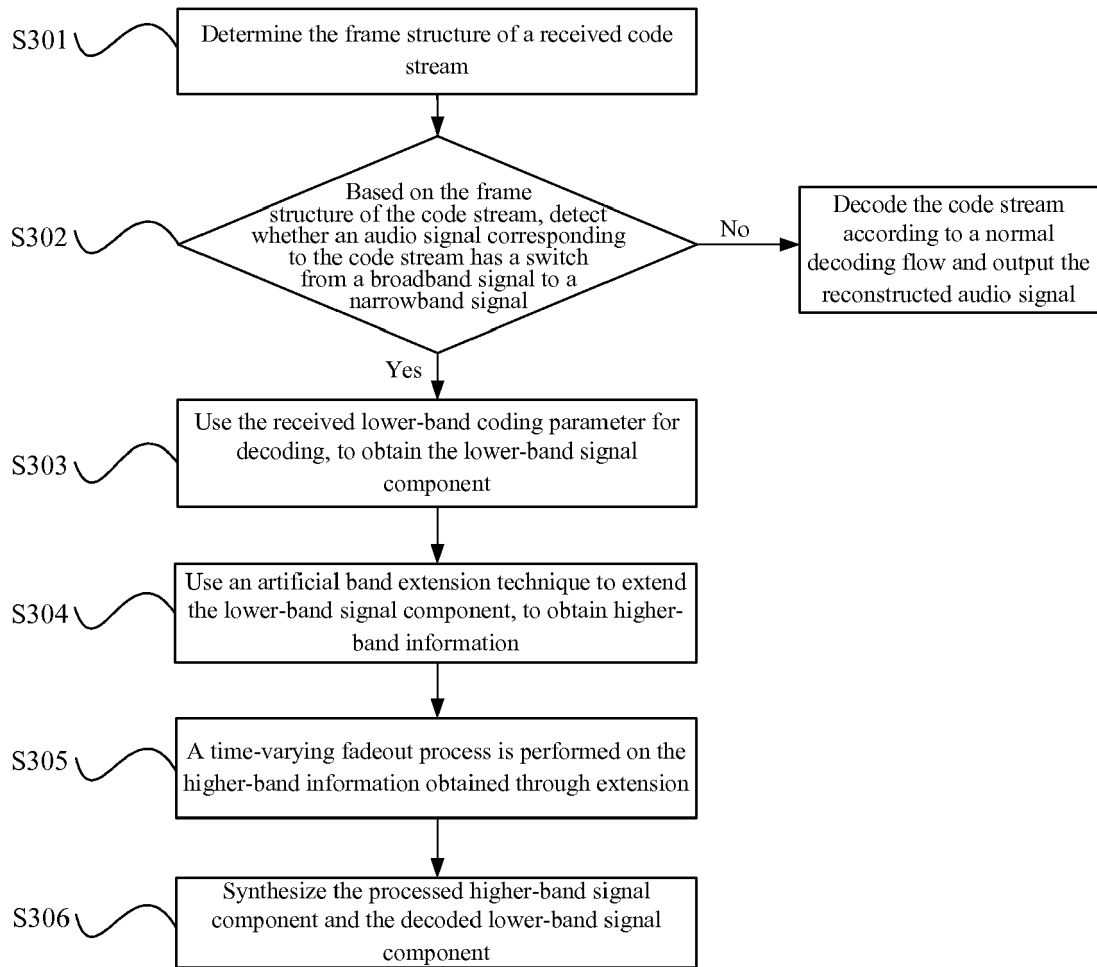 S301
Determine the frame structure of a received code
stream
S302
Based on the frame
structure of the code stream, detect
whether an audio signal corresponding
to the code stream has a switch
from a broadband signal to a
narrowband signal
No
Decode the code stream
according to a normal
decoding flow and output the
reconstructed audio signal
Yes
S303
Use the received lower-band coding parameter for
decoding, to obtain the lower-band signal
component
S304
Use an artificial band extension technique to extend
the lower-band signal component, to obtain higher-
band information
S305
A time-varying fadeout process is performed on the
higher-band information obtained through extension
S306
Synthesize the processed higher-band signal
component and the decoded lower-band signal
component